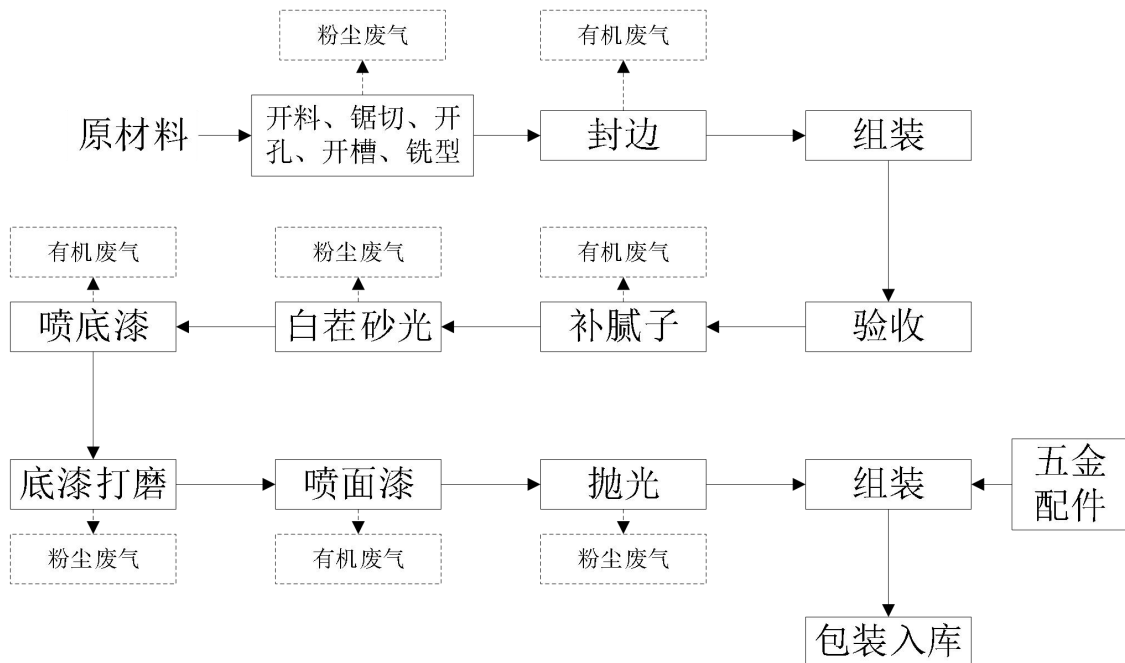 粉尘废气
有机废气
原材料
开料、锯切、开
孔、开槽、铣型
封边
组装
有机废气
粉尘废气
有机废气
喷底漆
白茬砂光
补腻子
验收
底漆打磨
喷面漆
抛光
组装
五金
配件
粉尘废气
有机废气
粉尘废气
包装入库